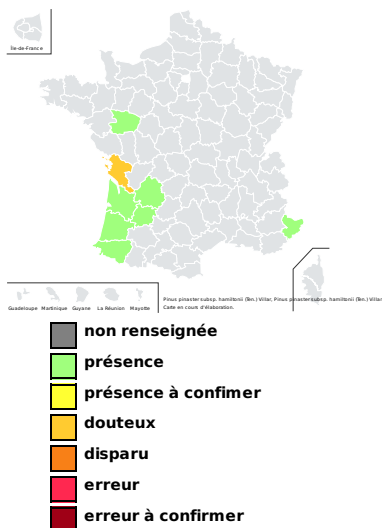 Île-de-France
Guadeloupe Martinique Guyane La Réunion Mayotte
Pinus pinaster subsp. hamiltonii (Ten.) Villar, Pinus pinaster subsp. hamiltonii (Ten.) Villar
Carte en cours d'élaboration.
non renseignée
présence
présence à confimer
douteux
disparu
erreur
erreur à confirmer